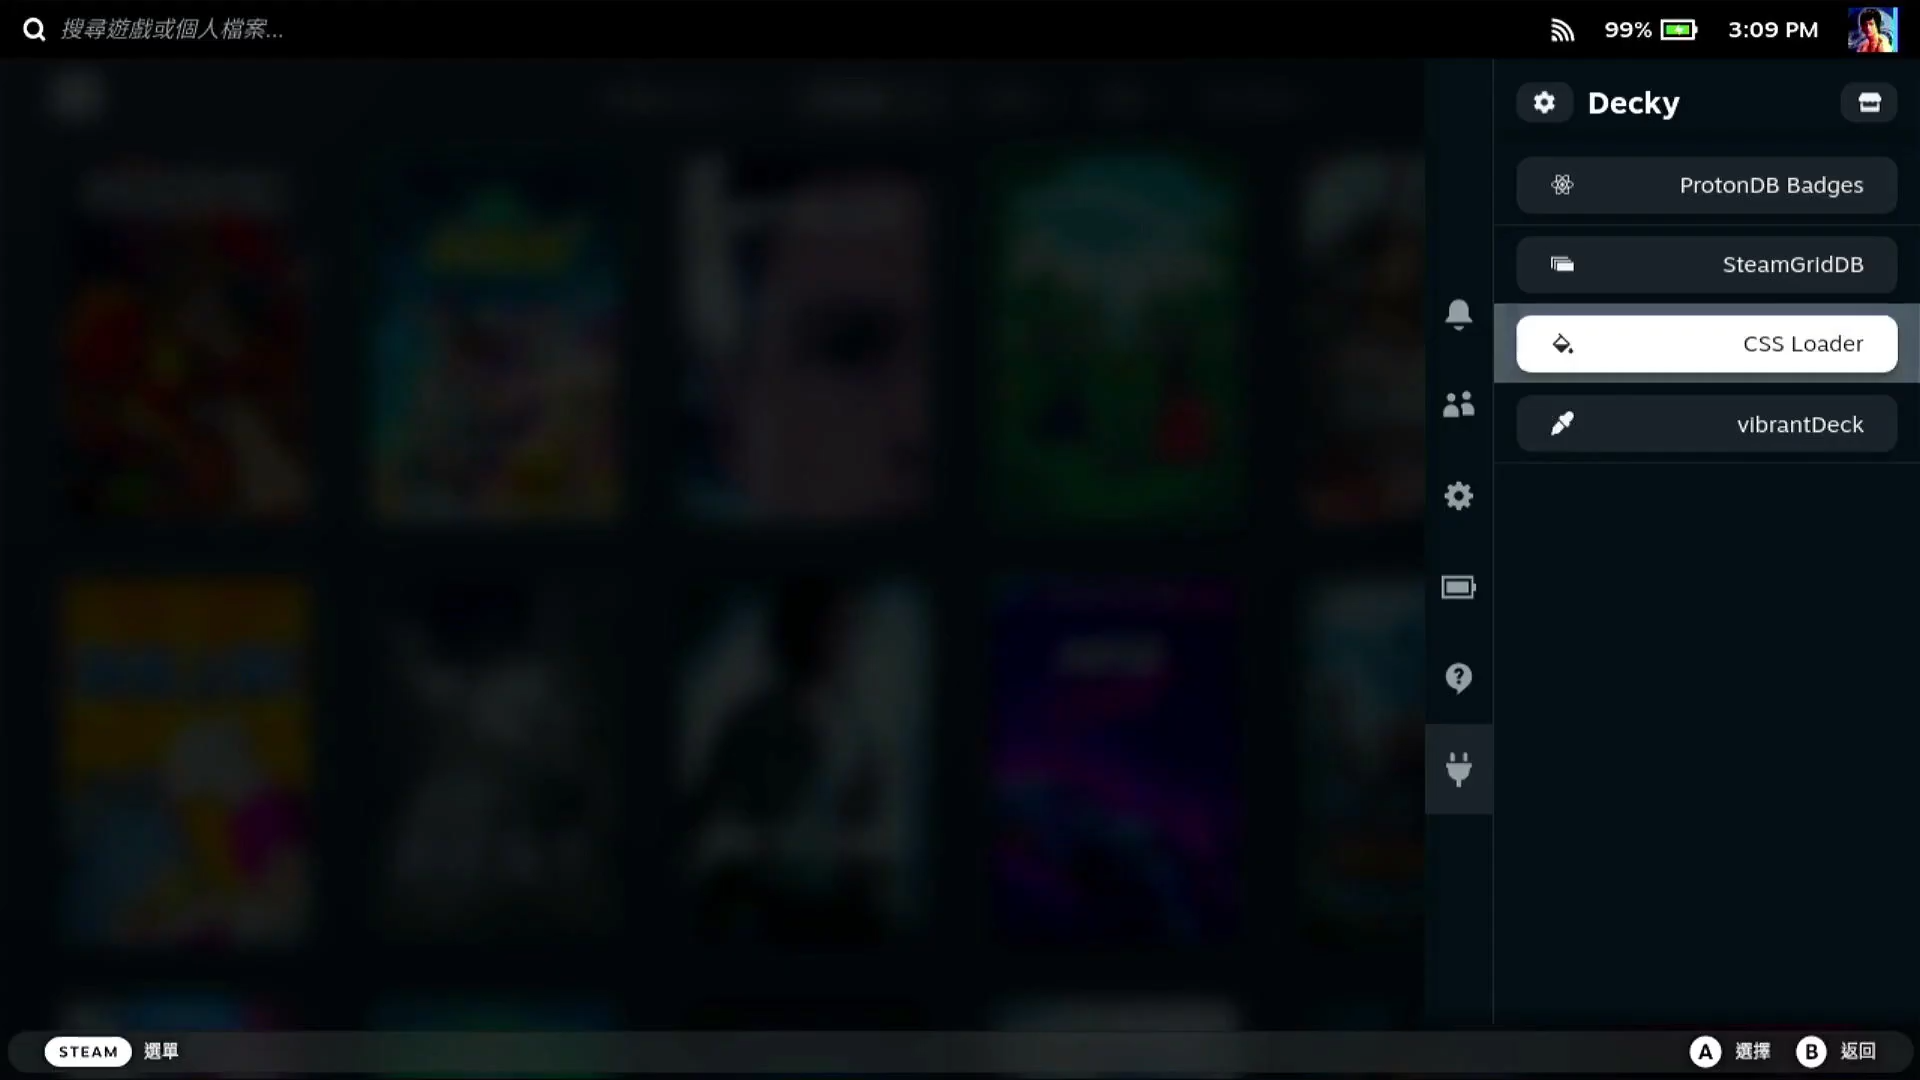 搜尋遊戲或個人檔案...
99%
3:09 PM
Decky
ProtonDB Badges
SteamGridDB
CSS Loader
vibrantDeck
STEAM 選單
A 選擇 B 返回